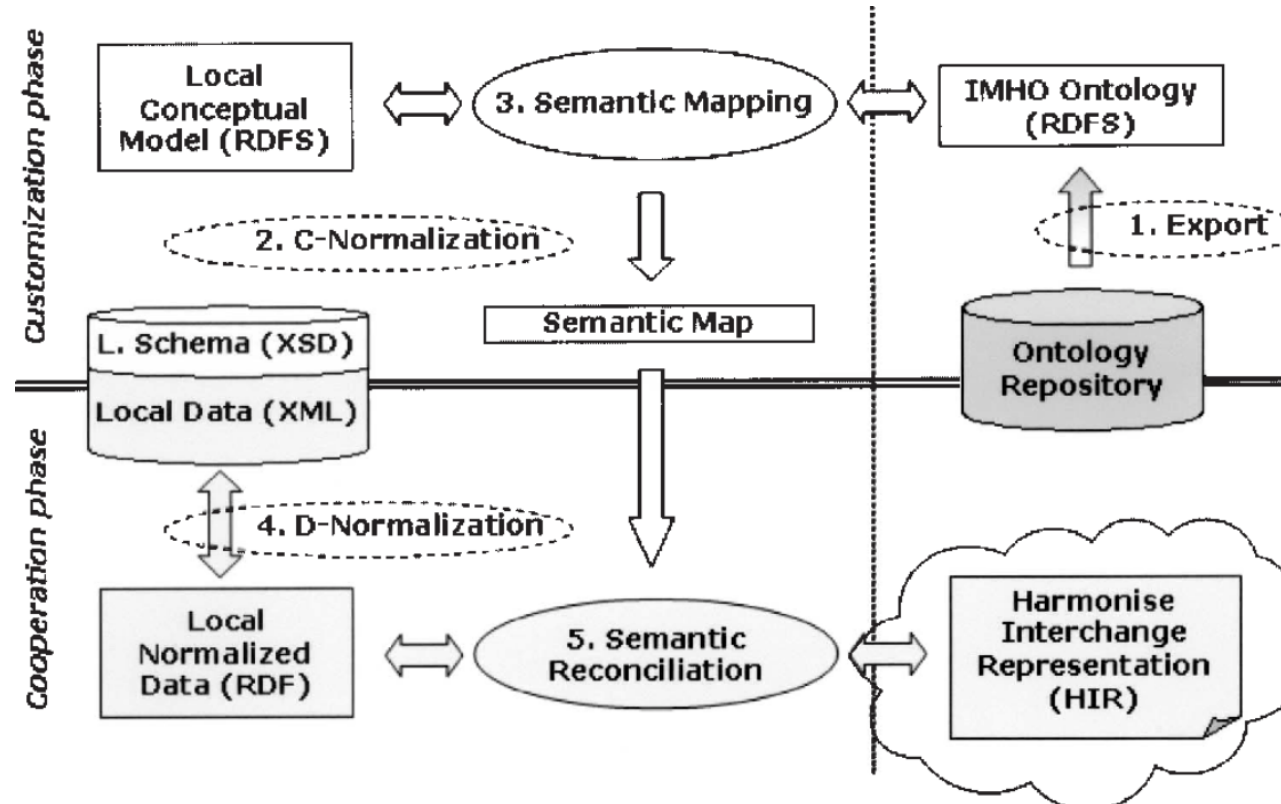 Customization phase
Local
Conceptual
Model (RDFS)
3. Semantic Mapping
IMHO Ontology
(RDFS)
2. C-Normalization
1. Export
L. Schema (XSD)
Semantic Map
Ontology
Repository
Local Data (XML)
Cooperation phase
4. D-Normalization
Local
Normalized
Data (RDF)
5. Semantic
Reconciliation
Harmonise
Interchange
Representation
(HIR)